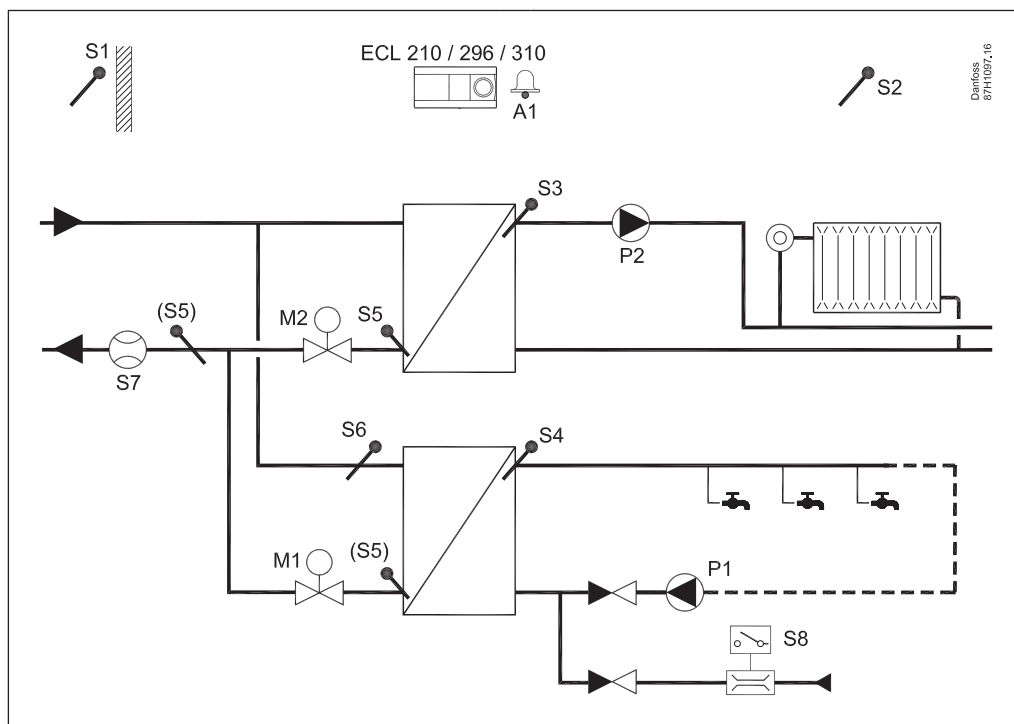 S1
ECL 210 / 296 / 310
A1
S2
Danfoss
87H1097.16
S3
P2
(S5)
M2
S5
S7
S6
S4
M1
(S5)
P1
S8